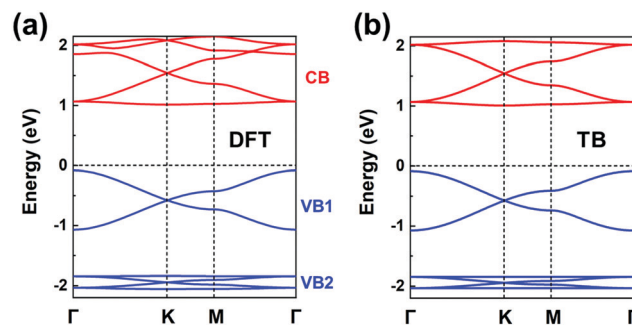 (a)
(b)
Energy (eV)
2
1
0
-1
-2
CB
DFT
VB1
VB2
Γ K M Γ
Energy (eV)
2
1
0
-1
-2
TB
Γ K M Γ